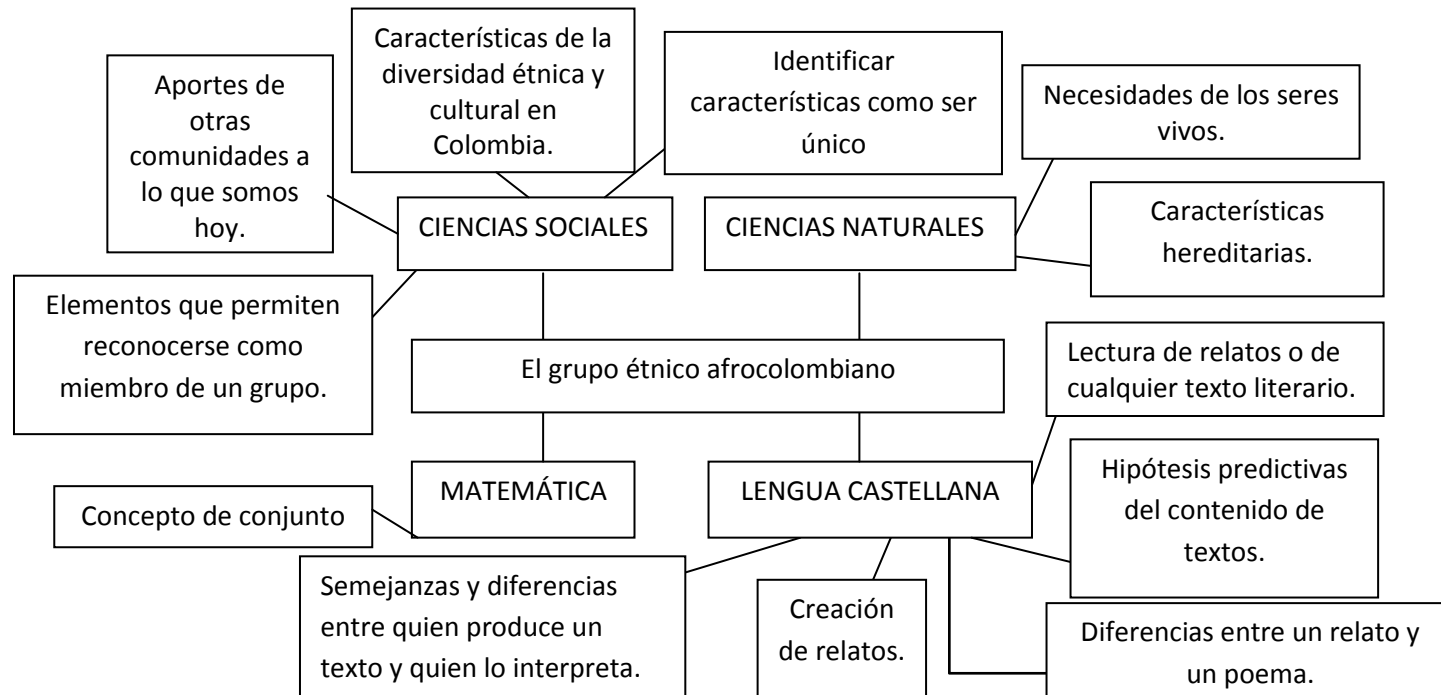 Aportes de
otras
comunidades a
lo que somos
hoy.
Características de la
diversidad étnica y
cultural en
Colombia.
Identificar
características como ser
único
Necesidades de los seres
vivos.
CIENCIAS SOCIALES
CIENCIAS NATURALES
Características
hereditarias.
Elementos que permiten
reconocerse como
miembro de un grupo.
El grupo étnico afrocolombiano
Lectura de relatos o de
cualquier texto literario.
MATEMÁTICA
LENGUA CASTELLANA
Hipótesis predictivas
del contenido de
textos.
Concepto de conjunto
Semejanzas y diferencias
entre quien produce un
texto y quien lo interpreta.
Creación
de relatos.
Diferencias entre un relato y
un poema.